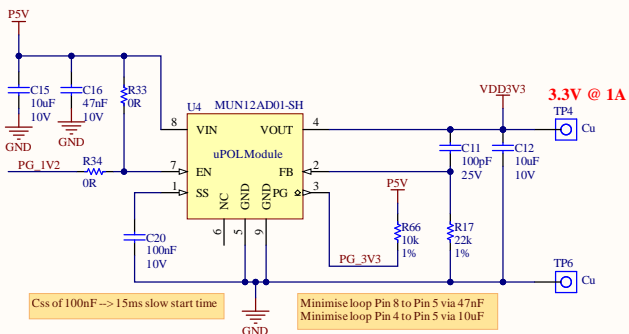 P5V
VDD3V3
3.3V @ 1A
C15
10uF
10V
C16
47nF
10V
R33
0R
U4
MUN12AD01-SH
TP4
Cu
8
VIN
VOUT
4
uPOLModule
GND
GND
C11
100pF
25V
C12
10uF
10V
PG_1V2
R34
0R
7
EN
FB
2
1
SS
PG
3
P5V
NC
GND
GND
6
5
9
C20
100nF
10V
PG_3V3
R66
10k
1%
R17
22k
1%
TP6
Cu
Css of 100nF --> 15ms slow start time
GND
Minimise loop Pin 8 to Pin 5 via 47nF
Minimise loop Pin 4 to Pin 5 via 10uF